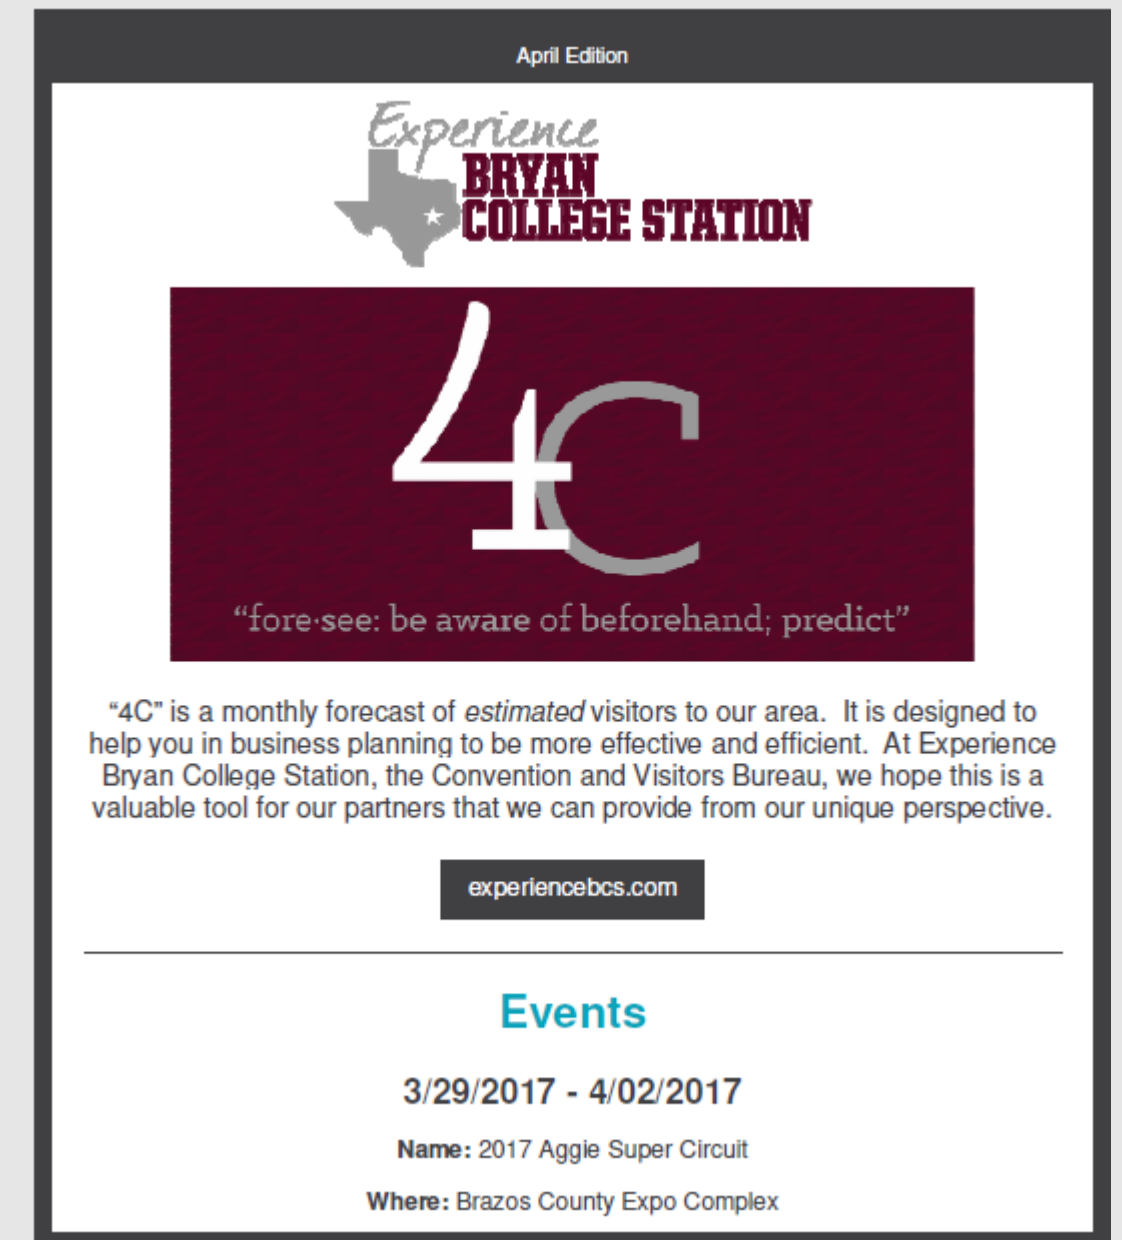 April Edition
Experience
BRYAN
COLLEGE STATION
4C
“fore·see: be aware of beforehand; predict”
“4C” is a monthly forecast of estimated visitors to our area.  It is designed to
help you in business planning to be more effective and efficient.  At Experience
Bryan College Station, the Convention and Visitors Bureau, we hope this is a
valuable tool for our partners that we can provide from our unique perspective.
experiencebcs.com
Events
3/29/2017 - 4/02/2017
Name: 2017 Aggie Super Circuit
Where: Brazos County Expo Complex